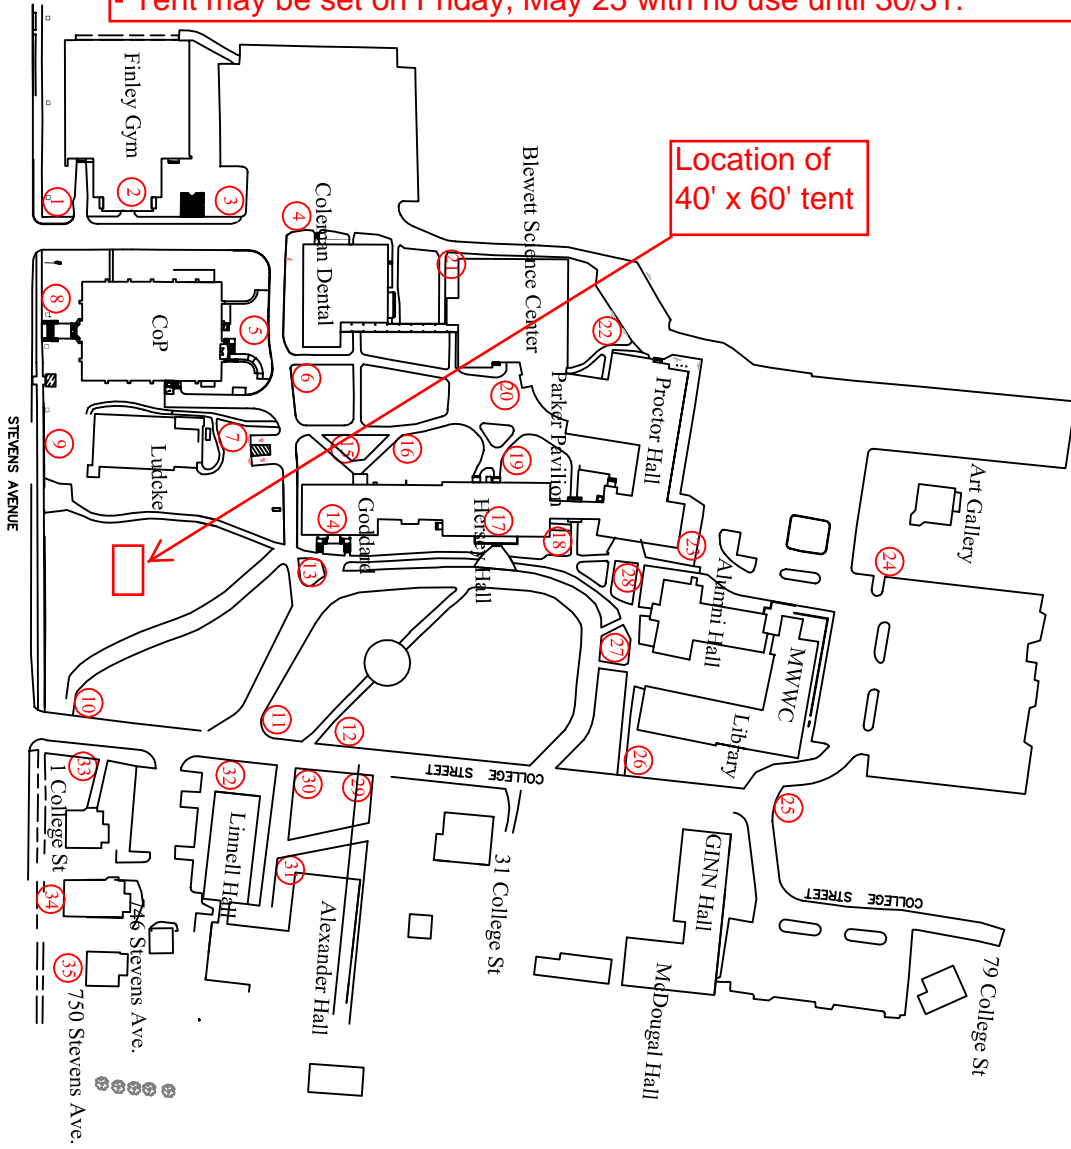 - Tent may be set on Friday, May 25 with no use until 30/31.
Location of
40' x 60' tent
Finley Gym
1
2
3
4
Coleman Dental
Blewett Science Center
21
22
8
CoP
5
6
20
Parker Pavilion
Proctor Hall
Art Gallery
STEVENS AVENUE
9
Ludcke
7
15
16
19
14
Goddard
17
Hersey Hall
18
23
24
13
28
Alumni Hall
27
MWWC
10
11
12
Library
26
COLLEGE STREET
33
1 College St
32
Linnell Hall
30
29
31
31 College St
25
GINN Hall
COLLEGE STREET
34
746 Stevens Ave.
Alexander Hall
McDougal Hall
79 College St
35
750 Stevens Ave.